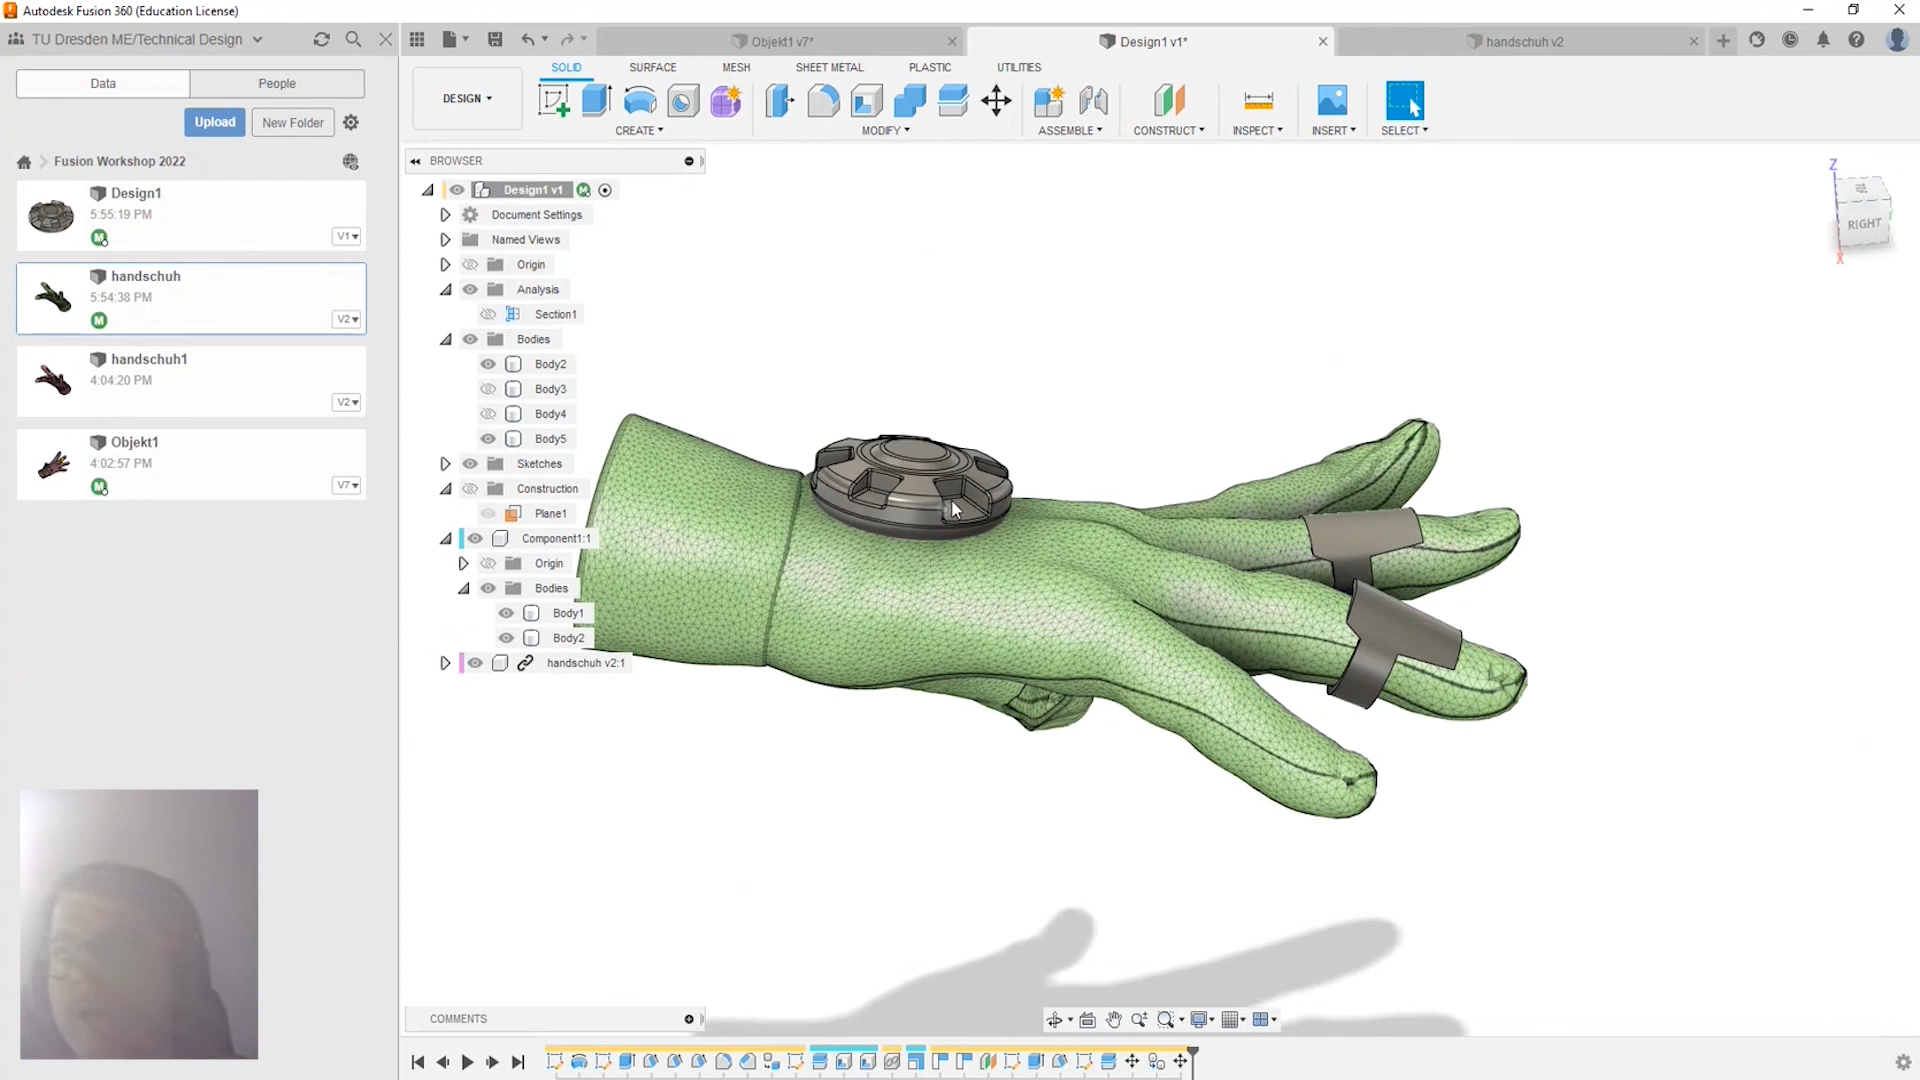 Autodesk Fusion 360 (Education License)
TU Dresden ME/Technical Design
Objekt1 v7*
Design1 v1*
handschuh v2
Data
People
Upload
New Folder
Fusion Workshop 2022
Design1
5:55:19 PM
V1
handschuh
5:54:38 PM
V2
handschuh1
4:04:20 PM
V2
Objekt1
4:02:57 PM
V7
SOLID
SURFACE
MESH
SHEET METAL
PLASTIC
UTILITIES
DESIGN
CREATE
MODIFY
ASSEMBLE
CONSTRUCT
INSPECT
INSERT
SELECT
BROWSER
Design1 v1
Document Settings
Named Views
Origin
Analysis
Section1
Bodies
Body2
Body3
Body4
Body5
Sketches
Construction
Plane1
Component1:1
Origin
Bodies
Body1
Body2
handschuh v2:1
Z
RIGHT
X
COMMENTS